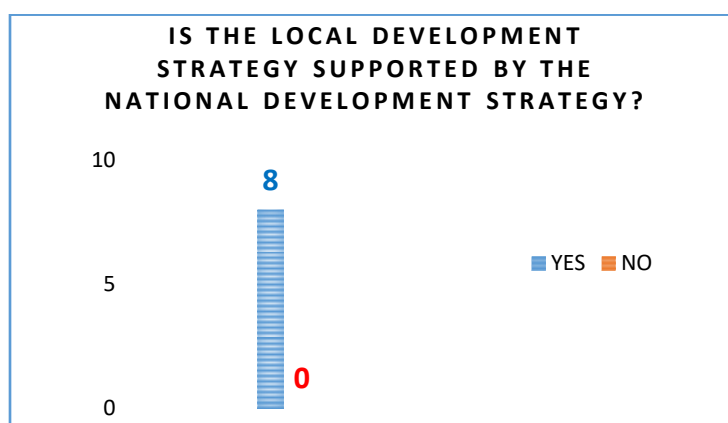 IS THE LOCAL DEVELOPMENT
STRATEGY SUPPORTED BY THE
NATIONAL DEVELOPMENT STRATEGY?
10
8
5
YES NO
0
0